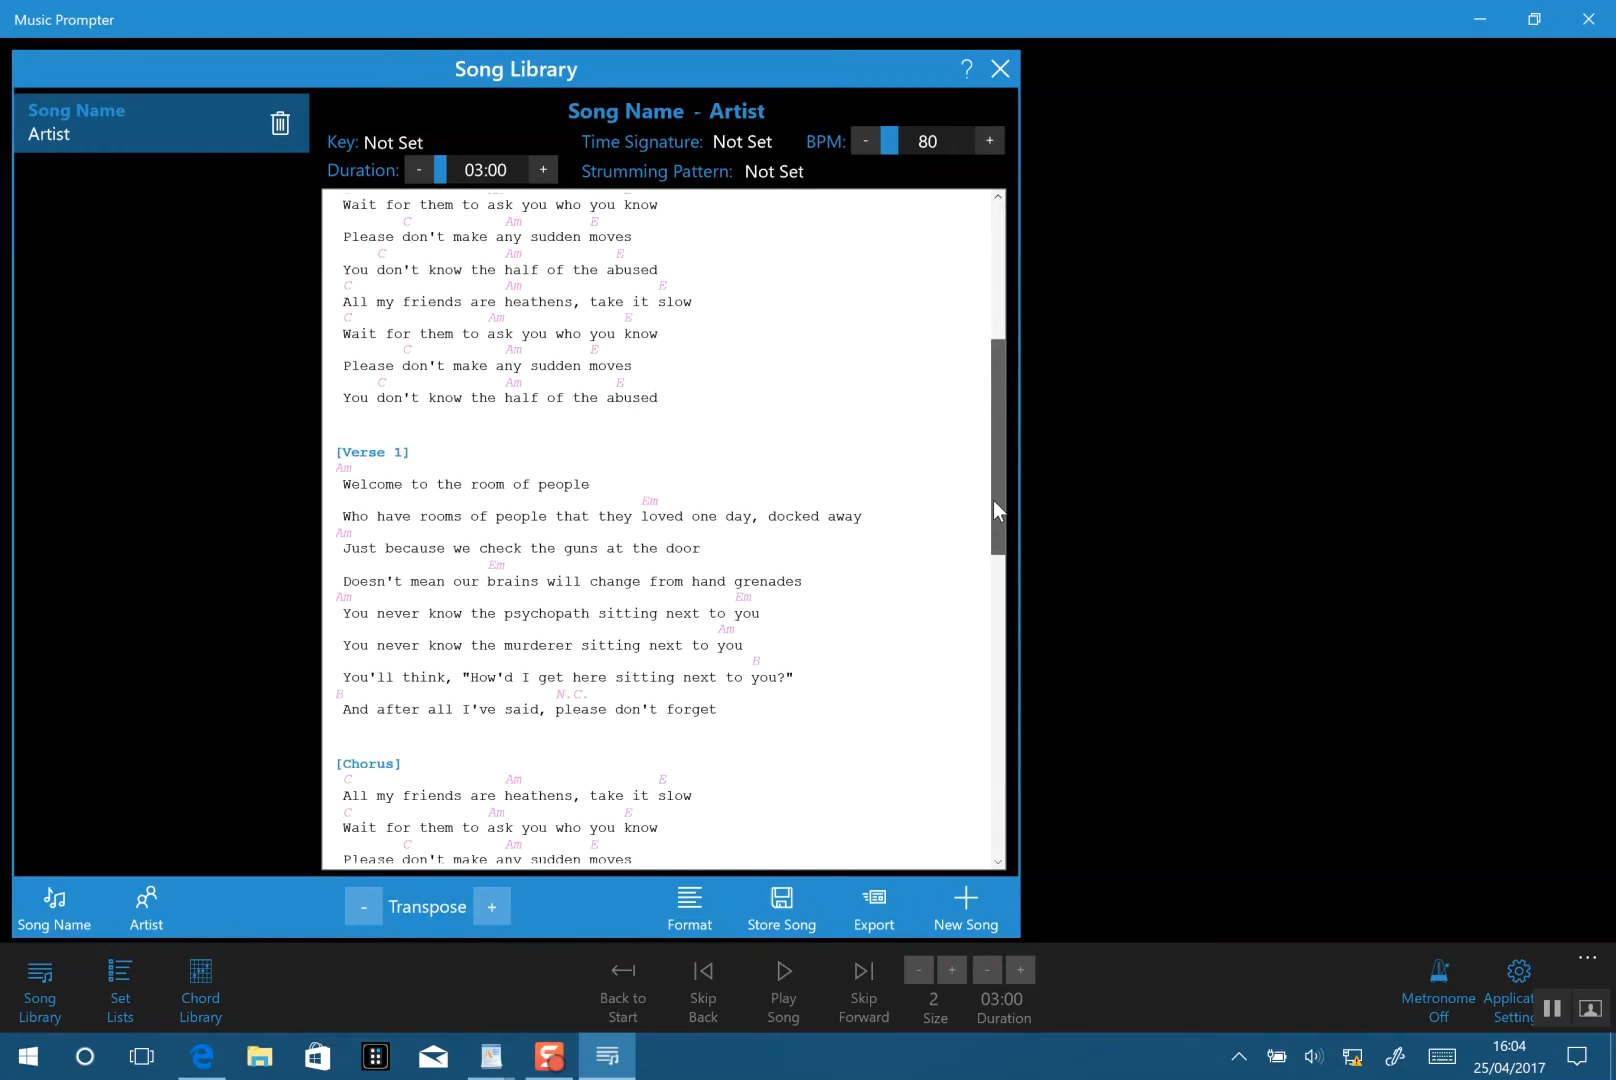 Music Prompter
Song Library
?
Song Name
Artist
Song Name - Artist
Key: Not Set
Time Signature: Not Set
BPM: - 80 +
Duration: - 03:00 +
Strumming Pattern: Not Set
Wait for them to ask you who you know
C Am E
Please don't make any sudden moves
C Am E
You don't know the half of the abused
C Am E
All my friends are heathens, take it slow
C Am E
Wait for them to ask you who you know
C Am E
Please don't make any sudden moves
C Am E
You don't know the half of the abused
[Verse 1]
Am
Welcome to the room of people
Em
Who have rooms of people that they loved one day, docked away
Am
Just because we check the guns at the door
Em
Doesn't mean our brains will change from hand grenades
Am Em
You never know the psychopath sitting next to you
Am
You never know the murderer sitting next to you
B
You'll think, "How'd I get here sitting next to you?"
B N.C.
And after all I've said, please don't forget
[Chorus]
C Am E
All my friends are heathens, take it slow
C Am E
Wait for them to ask you who you know
C Am E
Please don't make any sudden moves
Song Name
Artist
- Transpose +
Format
Store Song
Export
New Song
Song Library
Set Lists
Chord Library
Back to Start
Skip Back
Play Song
Skip Forward
- + - +
2 Size
03:00 Duration
Metronome Off
Applicat
Setting
16:04
25/04/2017